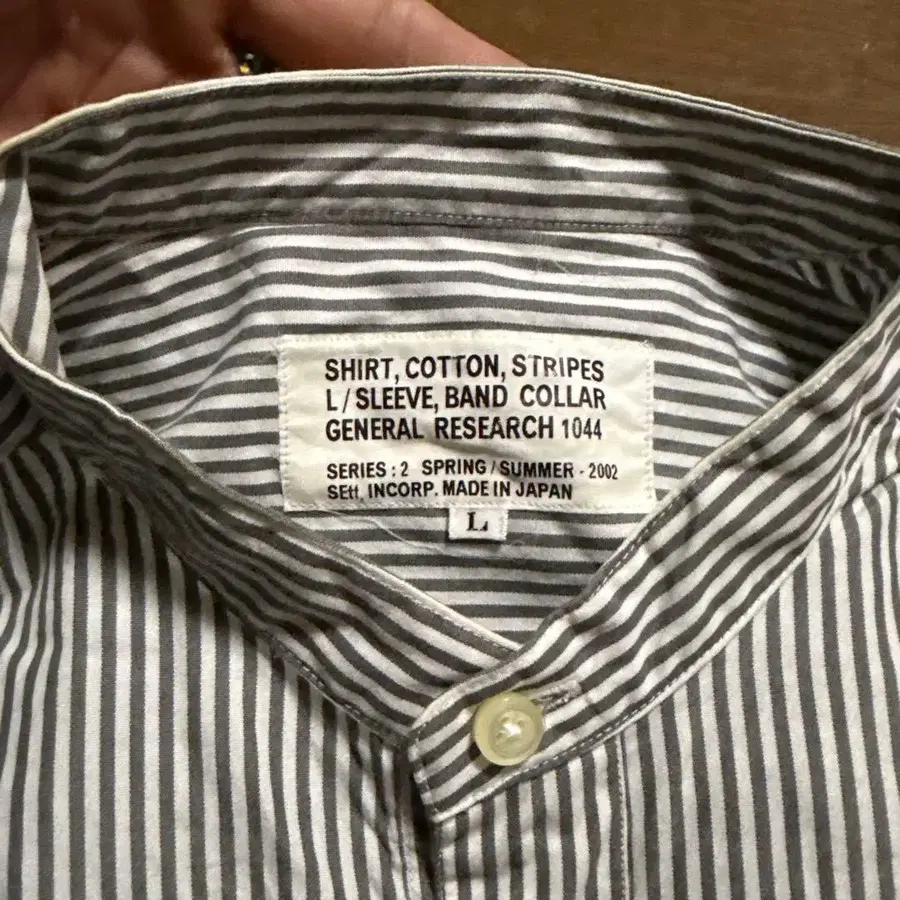 SHIRT, COTTON, STRIPES
L/SLEEVE, BAND COLLAR
GENERAL RESEARCH 1044
SERIES : 2 SPRING/SUMMER - 2002
SEtt, INCORP. MADE IN JAPAN
L